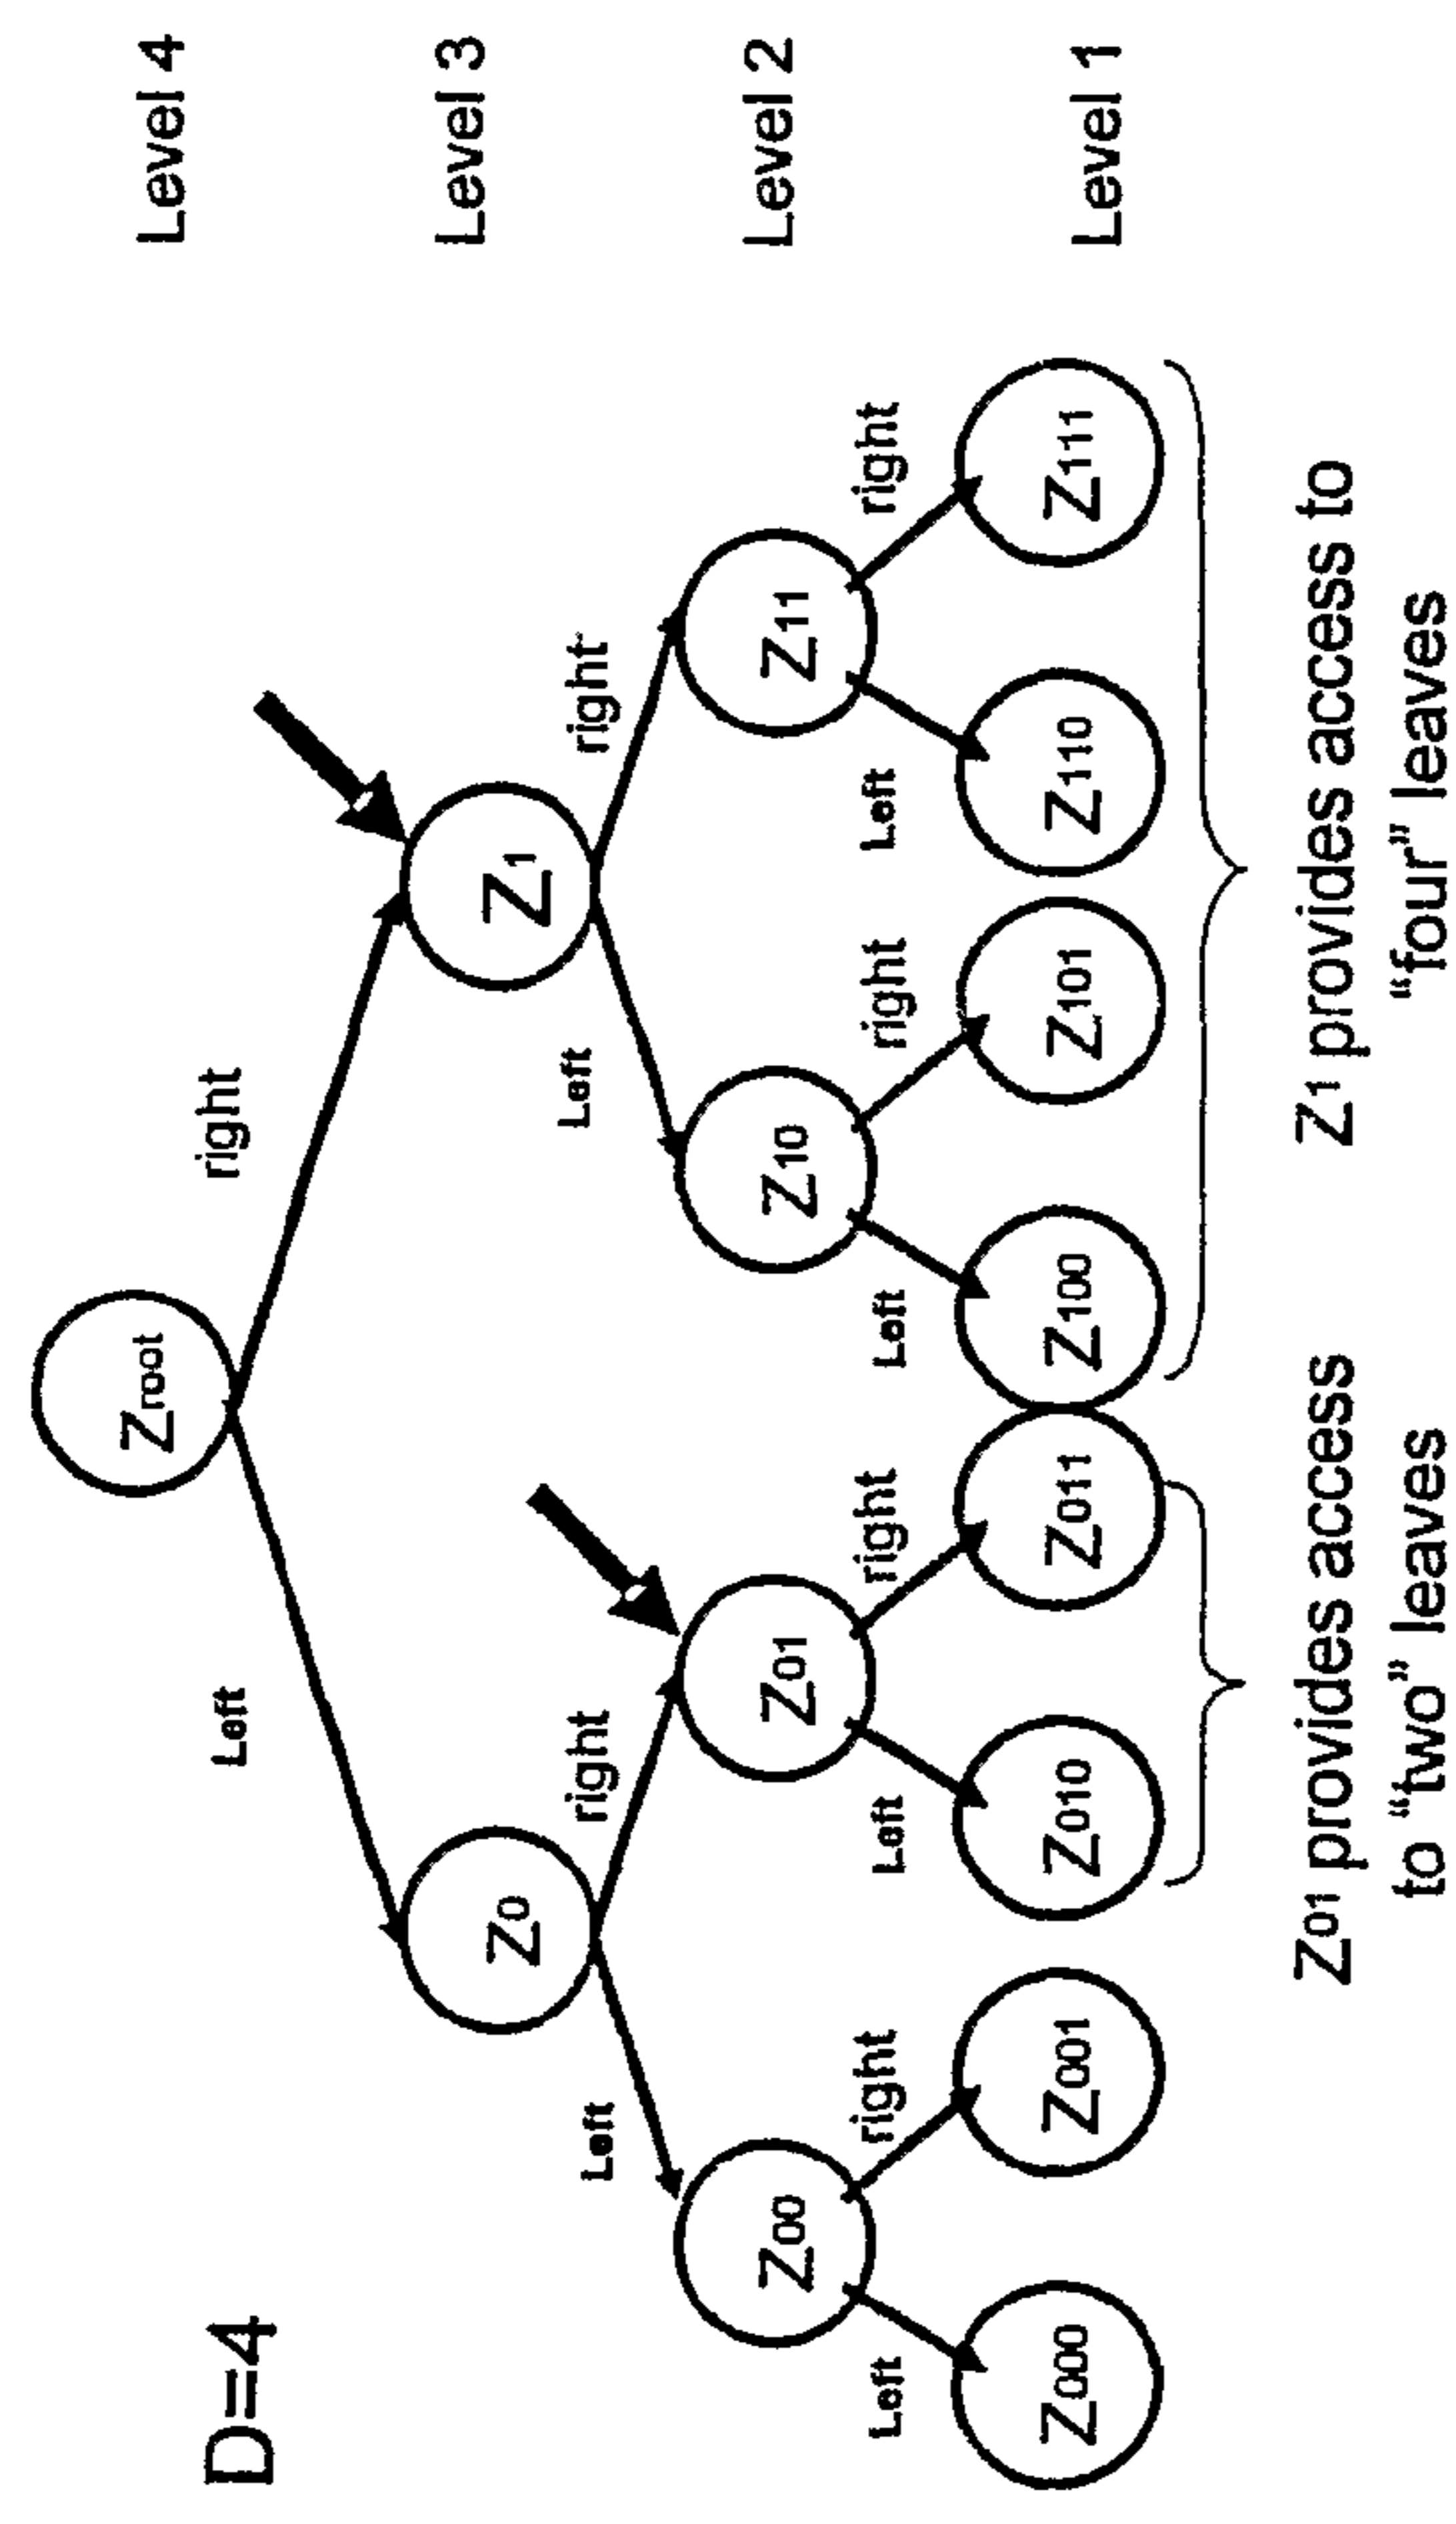 D=4
Zroot
Level 4
Left
right
Z0
Z1
Level 3
Left
right
Left
right
Z00
Z01
Z10
Z11
Level 2
Left
right
Left
right
Left
right
Left
right
Z000
Z001
Z010
Z011
Z100
Z101
Z110
Z111
Level 1
Z01 provides access
to “two” leaves
Z1 provides access to
“four” leaves